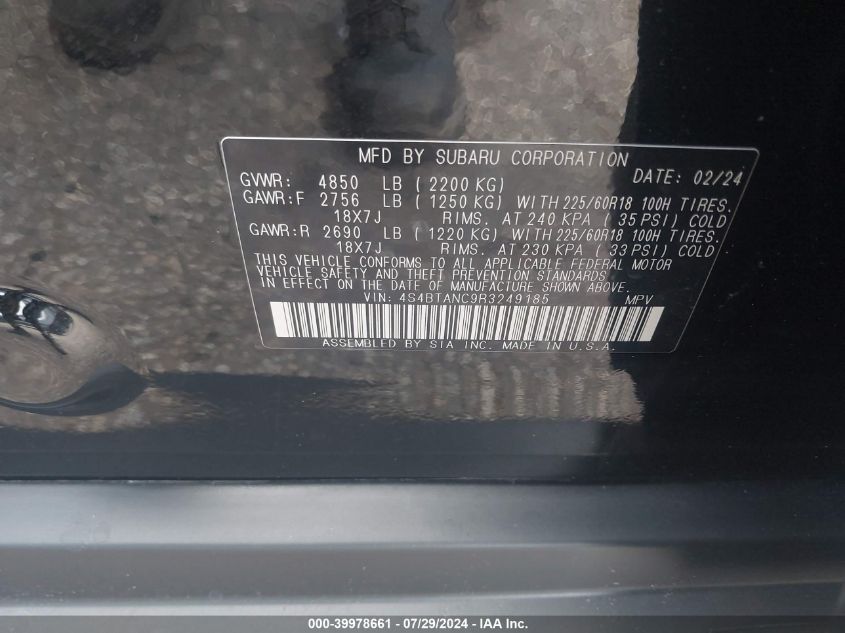 MFD BY SUBARU CORPORATION DATE: 02/24
GVWR: 4850 LB ( 2200 KG)
GAWR:F 2756 LB ( 1250 KG) WITH 225/60R18 100H TIRES.
18X7J RIMS. AT 240 KPA ( 35 PSI) COLD
GAWR:R 2690 LB ( 1220 KG) WITH 225/60R18 100H TIRES.
18X7J RIMS. AT 230 KPA ( 33 PSI) COLD
THIS VEHICLE CONFORMS TO ALL APPLICABLE FEDERAL MOTOR
VEHICLE SAFETY AND THEFT PREVENTION STANDARDS
IN EFFECT ON THE DATE OF MANUFACTURE SHOWN ABOVE.
VIN: 4S4BTANC9R3249185 MPV
ASSEMBLED BY SIA INC. MADE IN U.S.A.
000-39978661 - 07/29/2024 - IAA Inc.